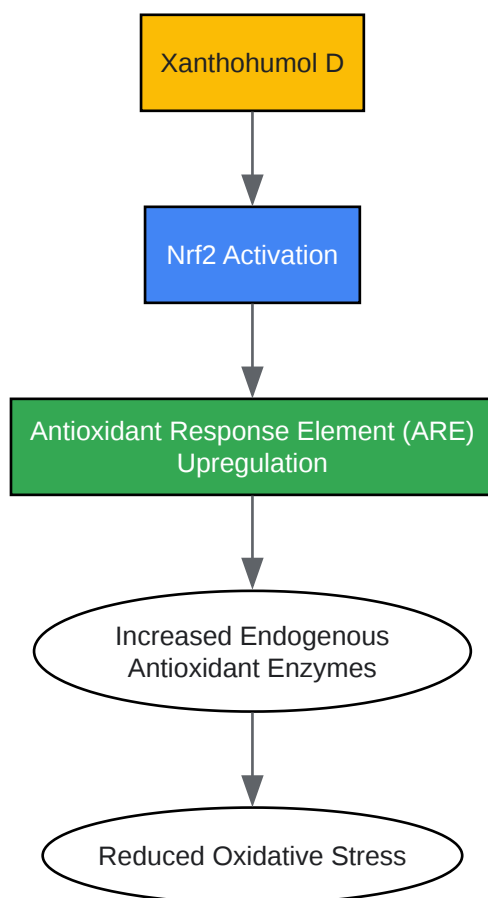 Xanthohumol D
Nrf2 Activation
Antioxidant Response Element (ARE)
Upregulation
Increased Endogenous
Antioxidant Enzymes
Reduced Oxidative Stress